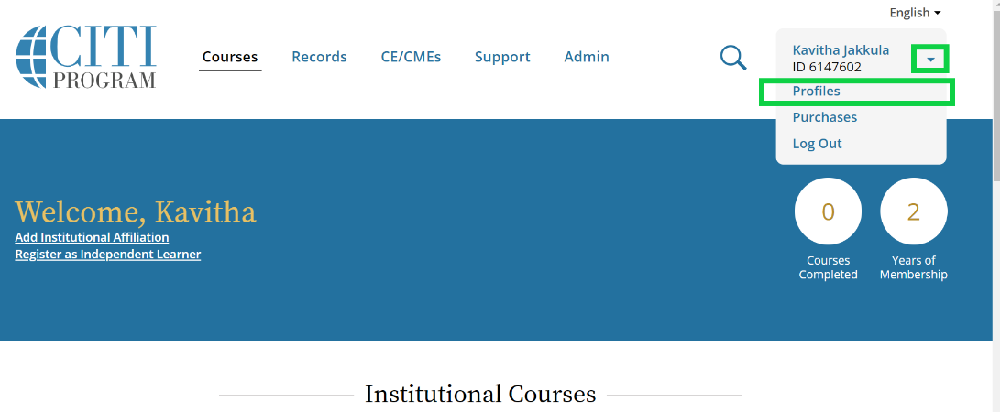 English
CITI
PROGRAM
Courses
Records
CE/CMEs
Support
Admin
Kavitha Jakkula
ID 6147602
Profiles
Purchases
Log Out
Welcome, Kavitha
Add Institutional Affiliation
Register as Independent Learner
0
Courses
Completed
2
Years of
Membership
Institutional Courses